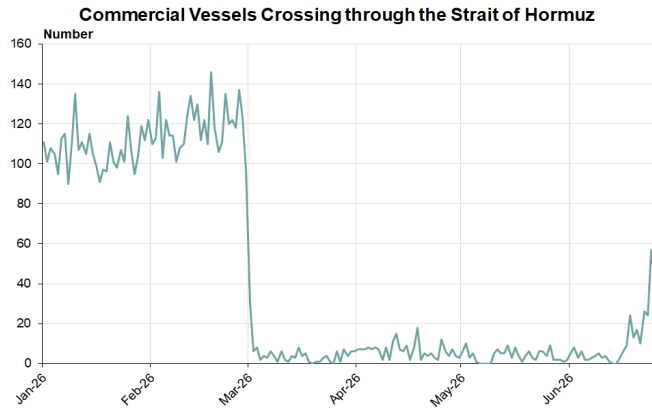 Commercial Vessels Crossing through the Strait of Hormuz
Number
160
140
120
100
80
60
40
20
0
Jan-26
Feb-26
Mar-26
Apr-26
May-26
Jun-26